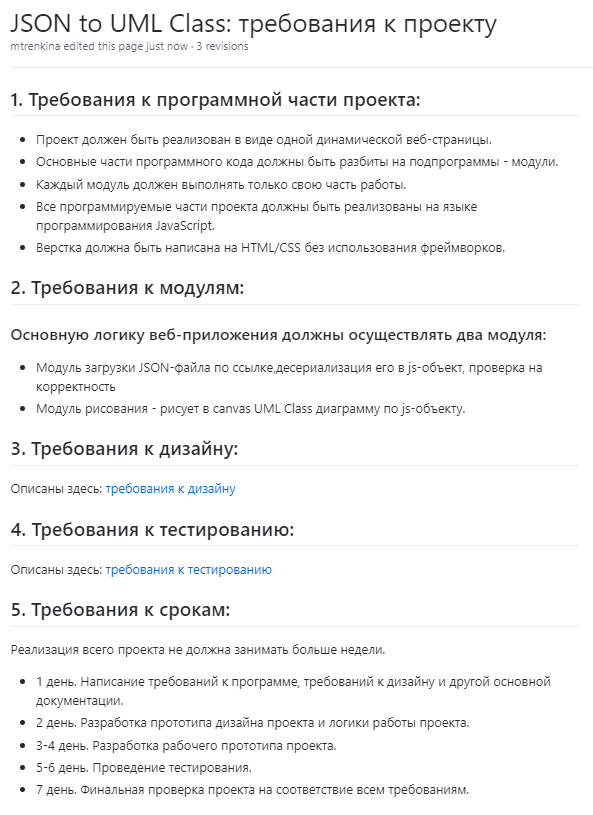 JSON to UML Class: требования к проекту
mtrenkina edited this page just now · 3 revisions
1. Требования к программной части проекта:
• Проект должен быть реализован в виде одной динамической веб-страницы.
• Основные части программного кода должны быть разбиты на подпрограммы - модули.
• Каждый модуль должен выполнять только свою часть работы.
• Все программируемые части проекта должны быть реализованы на языке
программирования JavaScript.
• Верстка должна быть написана на HTML/CSS без использования фреймворков.
2. Требования к модулям:
Основную логику веб-приложения должны осуществлять два модуля:
• Модуль загрузки JSON-файла по ссылке,десериализация его в js-объект, проверка на
корректность
• Модуль рисования - рисует в canvas UML Class диаграмму по js-объекту.
3. Требования к дизайну:
Описаны здесь: требования к дизайну
4. Требования к тестированию:
Описаны здесь: требования к тестированию
5. Требования к срокам:
Реализация всего проекта не должна занимать больше недели.
• 1 день. Написание требований к программе, требований к дизайну и другой основной
документации.
• 2 день. Разработка прототипа дизайна проекта и логики работы проекта.
• 3-4 день. Разработка рабочего прототипа проекта.
• 5-6 день. Проведение тестирования.
• 7 день. Финальная проверка проекта на соответствие всем требованиям.